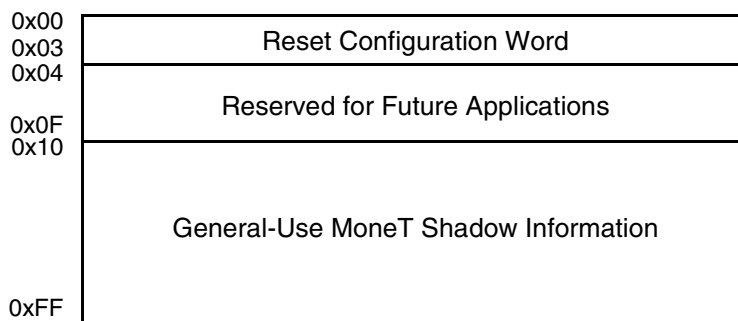 0x00
Reset Configuration Word
0x03
0x04
Reserved for Future Applications
0x0F
0x10
General-Use MoneT Shadow Information
0xFF